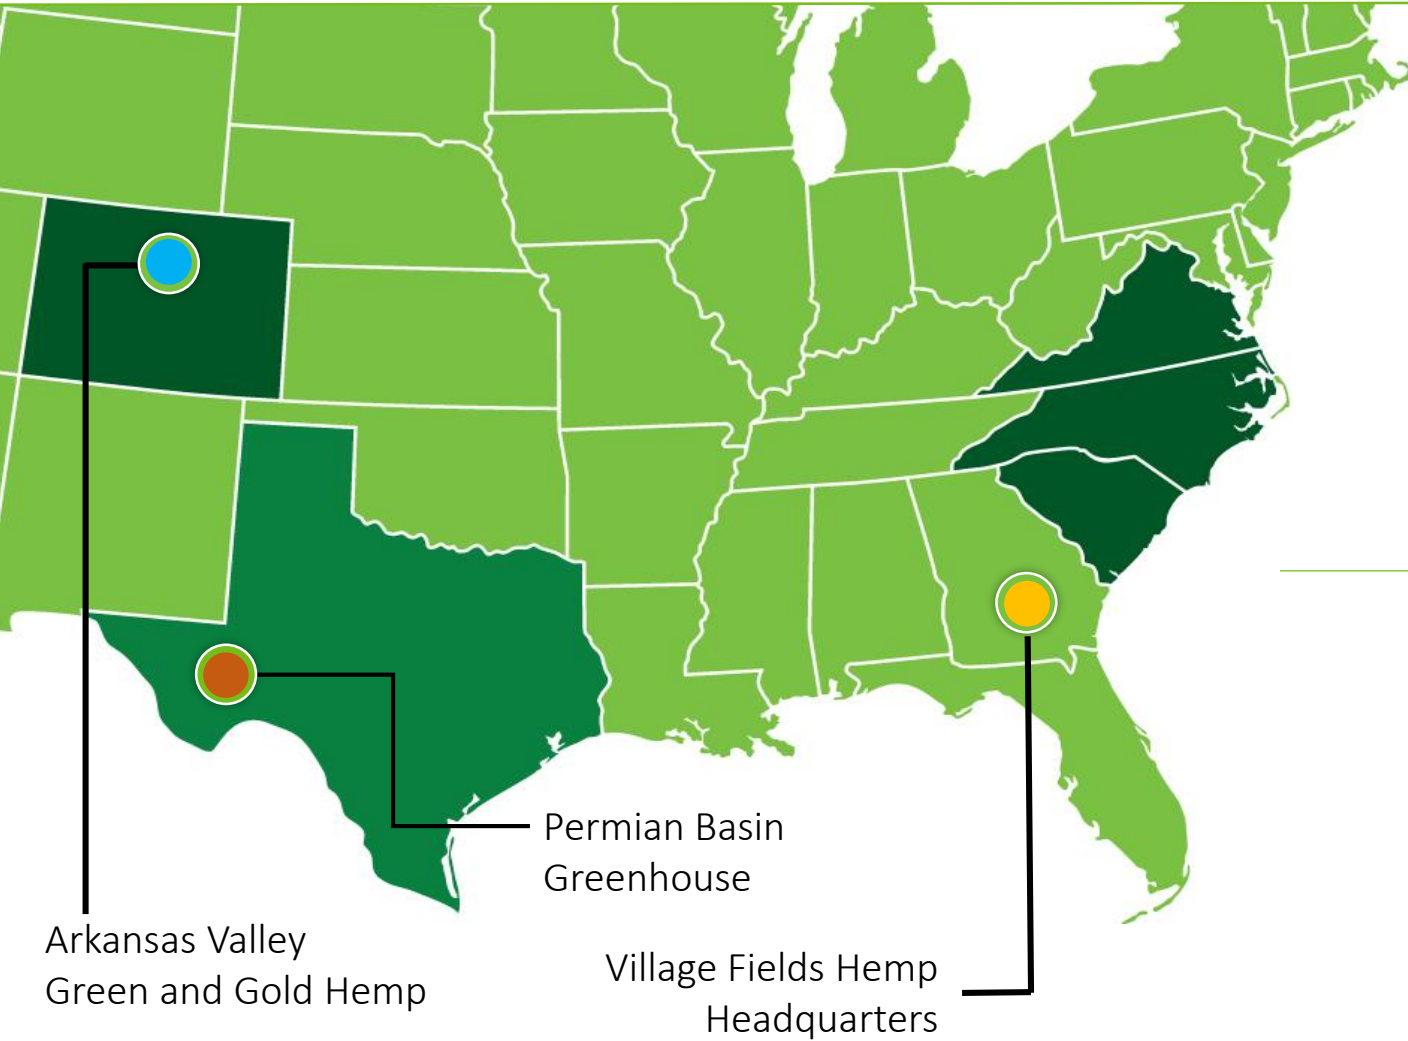 Permian Basin
Greenhouse
Arkansas Valley
Green and Gold Hemp
Village Fields Hemp
Headquarters